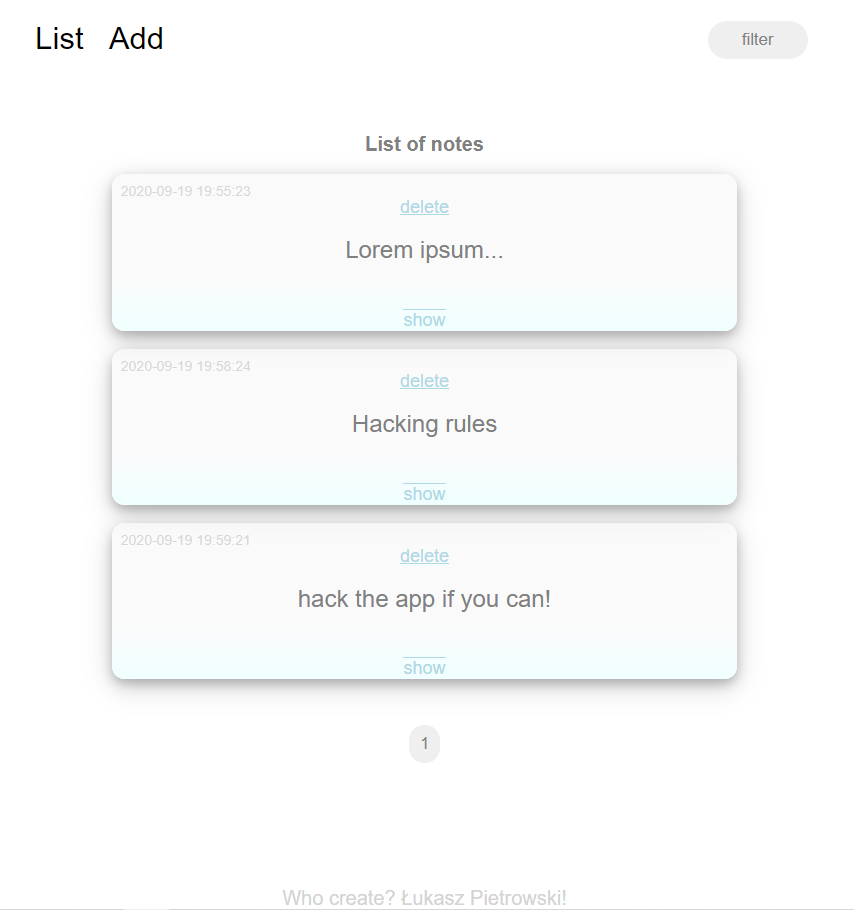 List Add
filter
List of notes
2020-09-19 19:55:23
delete
Lorem ipsum...
show
2020-09-19 19:58:24
delete
Hacking rules
show
2020-09-19 19:59:21
delete
hack the app if you can!
show
1
Who create? Łukasz Pietrowski!